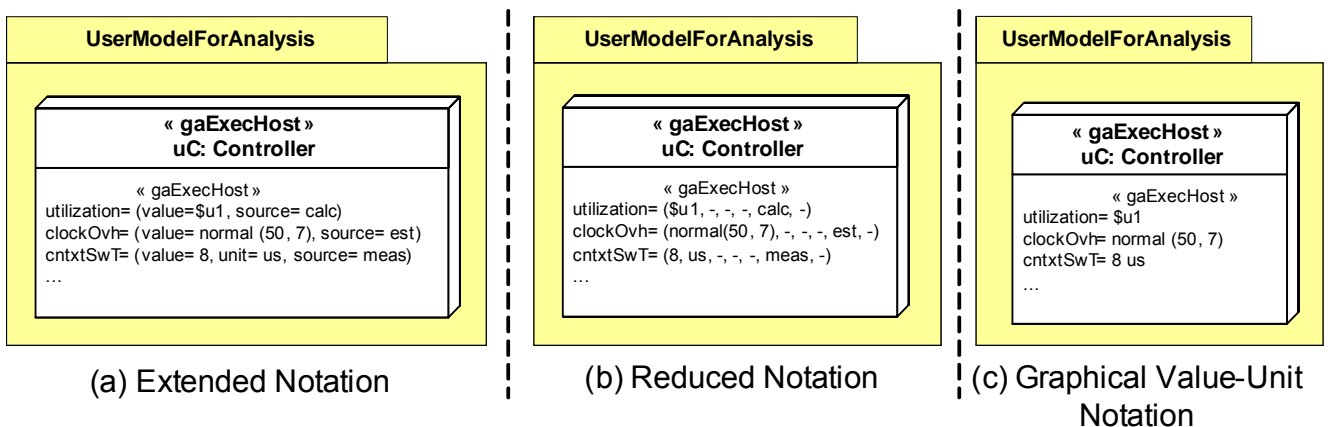 UserModelForAnalysis
« gaExecHost »
uC: Controller
« gaExecHost »
utilization= (value=$u1, source= calc)
clockOvh= (value= normal (50, 7), source= est)
cntxtSwT= (value= 8, unit= us, source= meas)
...
(a) Extended Notation
UserModelForAnalysis
« gaExecHost »
uC: Controller
« gaExecHost »
utilization= ($u1, -, -, -, calc, -)
clockOvh= (normal(50, 7), -, -, -, est, -)
cntxtSwT= (8, us, -, -, -, meas, -)
...
(b) Reduced Notation
UserModelForAnalysis
« gaExecHost »
uC: Controller
« gaExecHost »
utilization= $u1
clockOvh= normal (50, 7)
cntxtSwT= 8 us
...
(c) Graphical Value-Unit
Notation